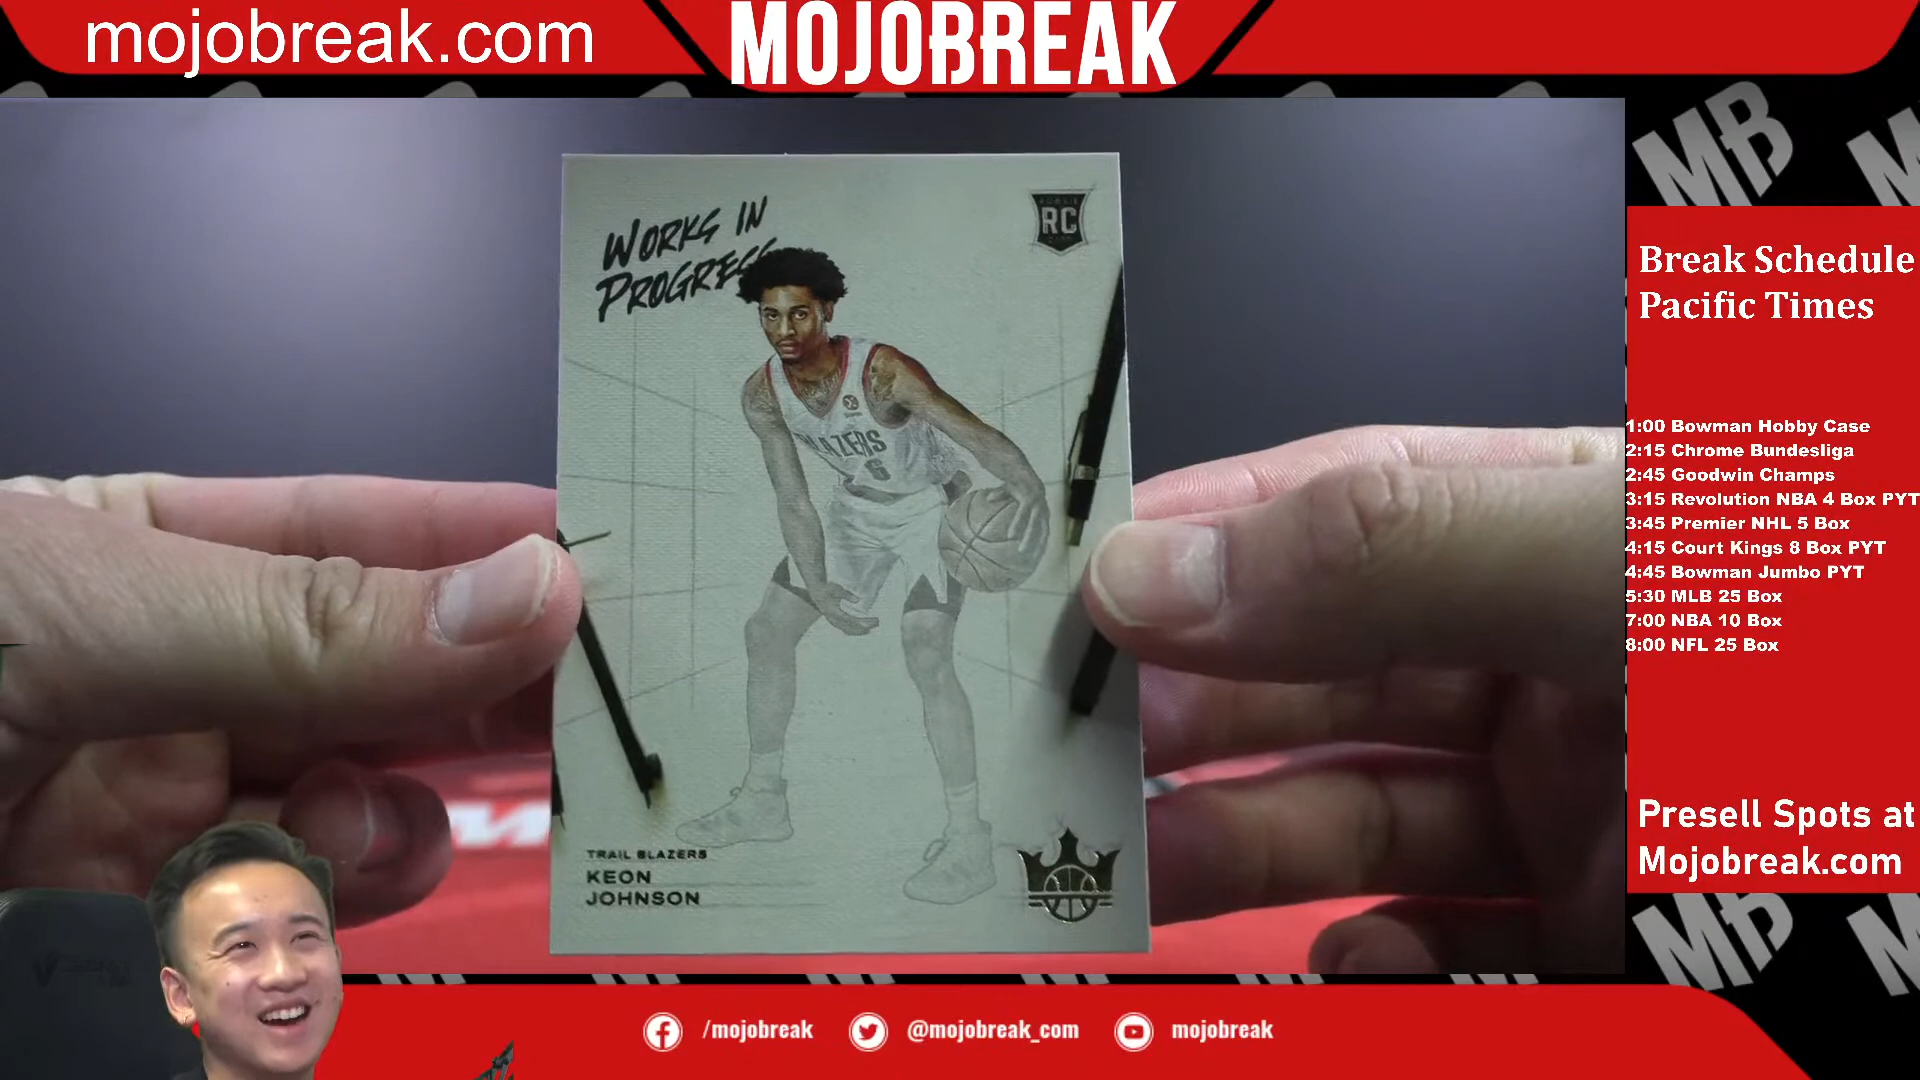 mojobreak.com
MOJOBREAK
MB
WORKS IN
PROGRESS
ROOKIE
RC
BLAZERS
6
TRAIL BLAZERS
KEON
JOHNSON
Break Schedule
Pacific Times
1:00 Bowman Hobby Case
2:15 Chrome Bundesliga
2:45 Goodwin Champs
3:15 Revolution NBA 4 Box PYT
3:45 Premier NHL 5 Box
4:15 Court Kings 8 Box PYT
4:45 Bowman Jumbo PYT
5:30 MLB 25 Box
7:00 NBA 10 Box
8:00 NFL 25 Box
Presell Spots at
Mojobreak.com
MB
/mojobreak
@mojobreak_com
mojobreak